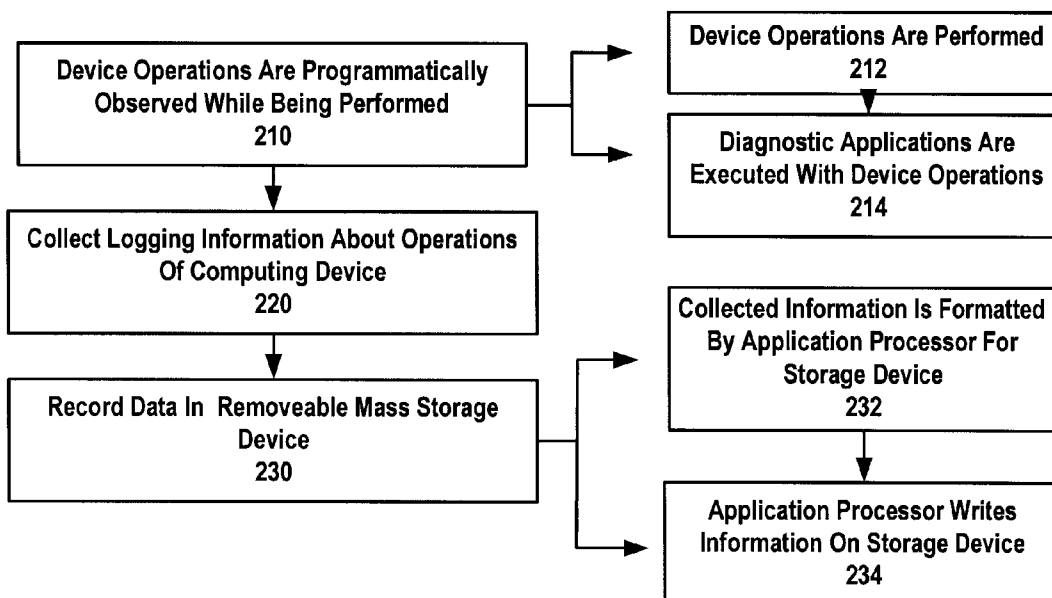 Device Operations Are Programmatically
Observed While Being Performed
210
Device Operations Are Performed
212
Diagnostic Applications Are
Executed With Device Operations
214
Collect Logging Information About Operations
Of Computing Device
220
Record Data In Removeable Mass Storage
Device
230
Collected Information Is Formatted
By Application Processor For
Storage Device
232
Application Processor Writes
Information On Storage Device
234